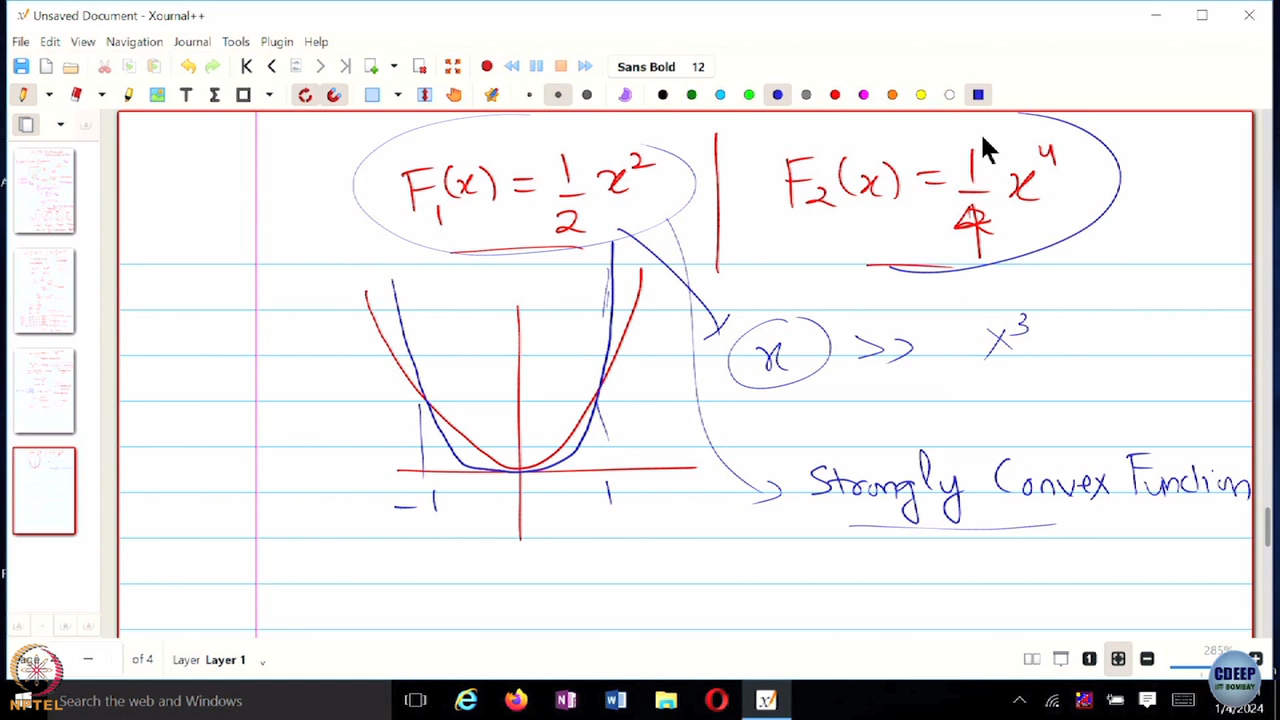 Unsaved Document - Xournal++
File Edit View Navigation Journal Tools Plugin Help
Sans Bold 12
F₁(x) = 1/2 x² | F₂(x) = 1/4 x⁴
x >> x³
-1 1
Strongly Convex Function
of 4 Layer Layer 1
285%
Search the web and Windows
1/4/2024
NPTEL
CDEEP
IIT BOMBAY